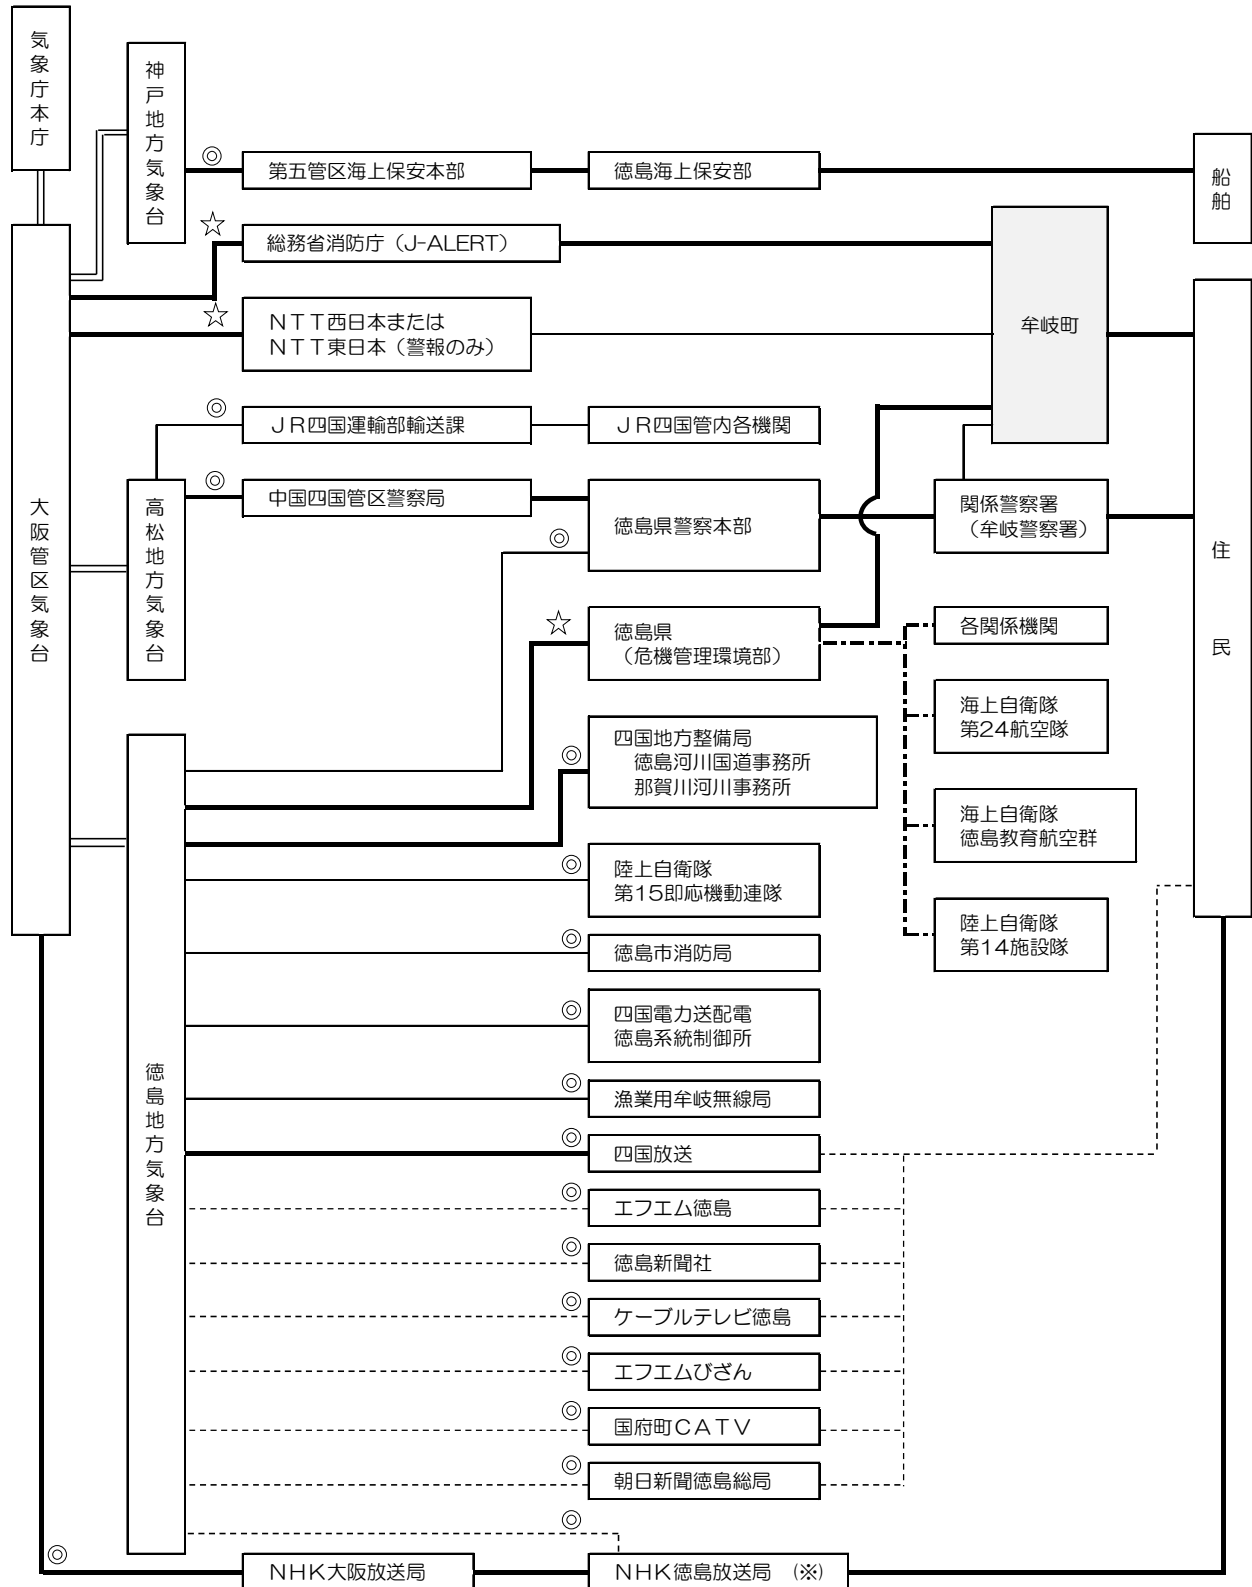 気象庁本庁
神戸地方気象台
◎
第五管区海上保安本部
徳島海上保安部
船舶
☆
総務省消防庁（J-ALERT）
☆
ＮＴＴ西日本または
ＮＴＴ東日本（警報のみ）
牟岐町
◎
ＪＲ四国運輸部輸送課
ＪＲ四国管内各機関
大阪管区気象台
高松地方気象台
◎
中国四国管区警察局
◎
徳島県警察本部
関係警察署
（牟岐警察署）
住民
☆
徳島県
（危機管理環境部）
各関係機関
海上自衛隊
第24航空隊
海上自衛隊
徳島教育航空群
陸上自衛隊
第14施設隊
徳島地方気象台
◎
四国地方整備局
徳島河川国道事務所
那賀川河川事務所
◎
陸上自衛隊
第15即応機動連隊
◎
徳島市消防局
◎
四国電力送配電
徳島系統制御所
◎
漁業用牟岐無線局
◎
四国放送
◎
エフエム徳島
◎
徳島新聞社
◎
ケーブルテレビ徳島
◎
エフエムびざん
◎
国府町ＣＡＴＶ
◎
朝日新聞徳島総局
◎
◎
ＮＨＫ大阪放送局
ＮＨＫ徳島放送局　（※）